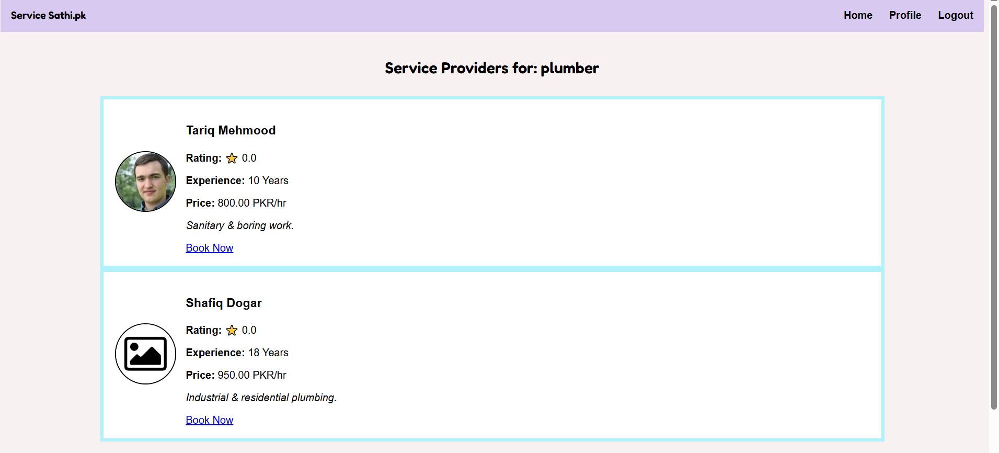 Service Sathi.pk
Home Profile Logout
Service Providers for: plumber
Tariq Mehmood
Rating: ⭐ 0.0
Experience: 10 Years
Price: 800.00 PKR/hr
Sanitary & boring work.
Book Now
Shafiq Dogar
Rating: ⭐ 0.0
Experience: 18 Years
Price: 950.00 PKR/hr
Industrial & residential plumbing.
Book Now